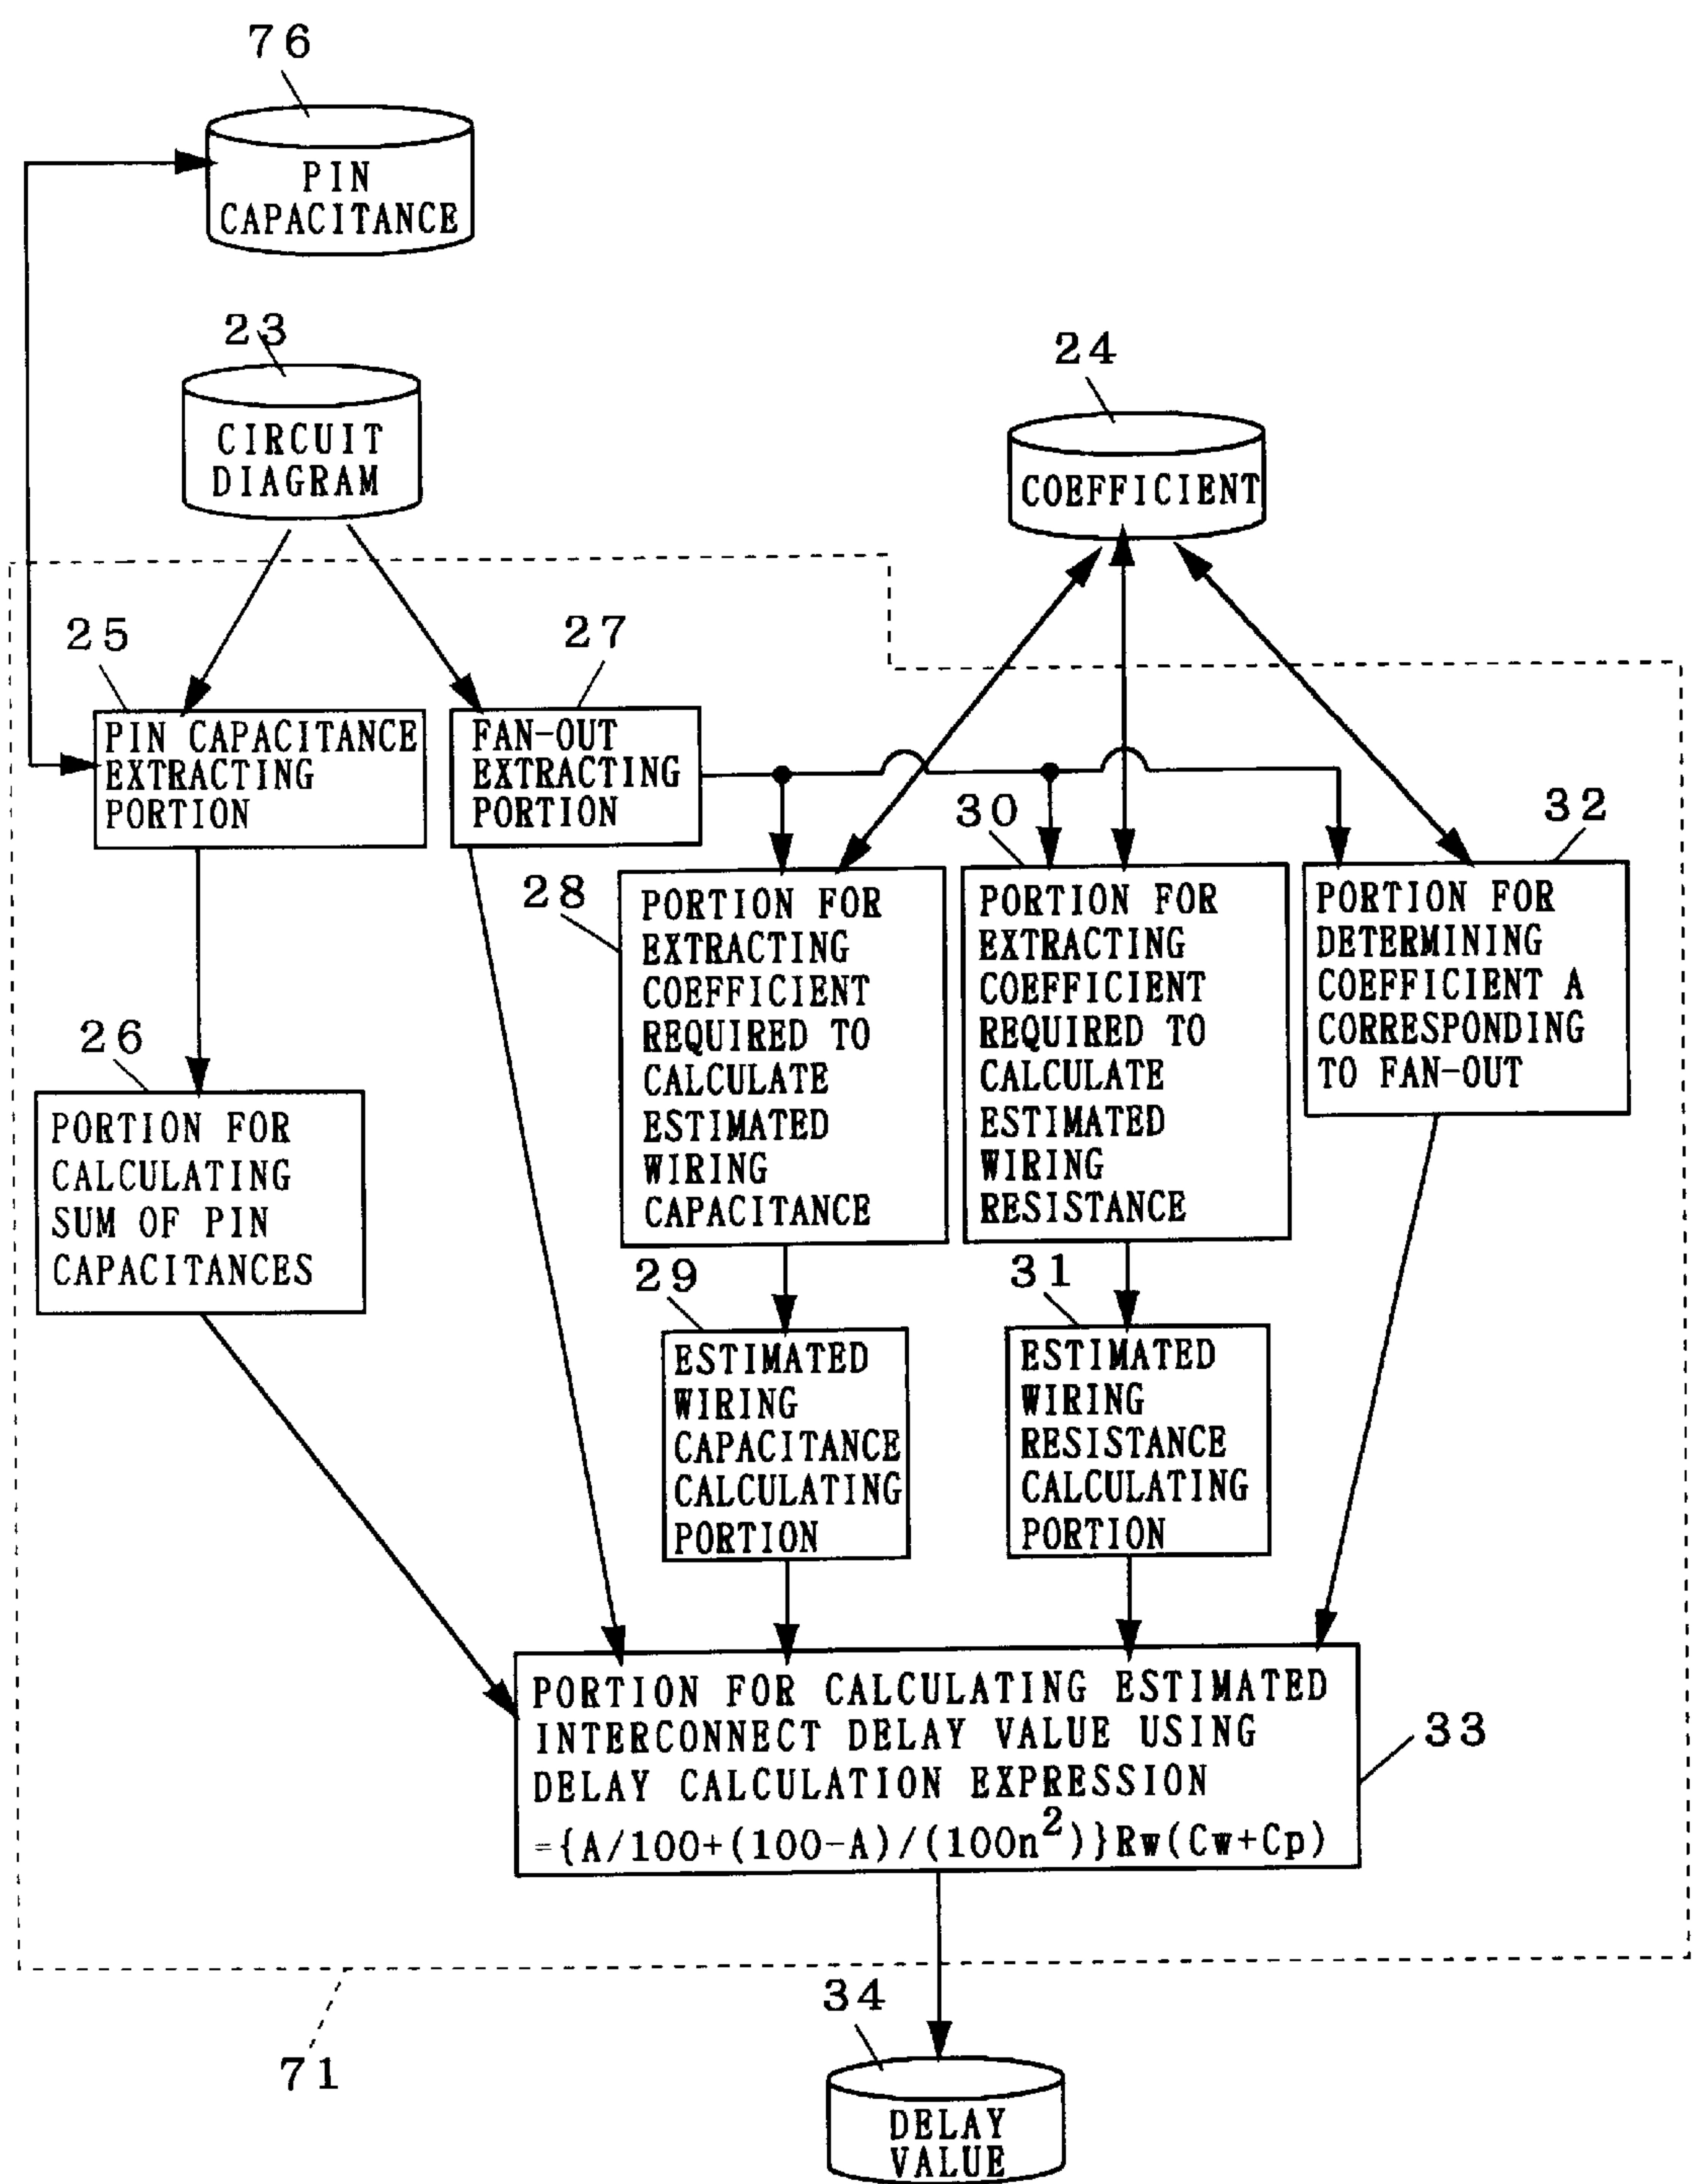 76
PIN
CAPACITANCE
23
CIRCUIT
DIAGRAM
24
COEFFICIENT
25
PIN CAPACITANCE
EXTRACTING
PORTION
27
FAN-OUT
EXTRACTING
PORTION
28
PORTION FOR
EXTRACTING
COEFFICIENT
REQUIRED TO
CALCULATE
ESTIMATED
WIRING
CAPACITANCE
30
PORTION FOR
EXTRACTING
COEFFICIENT
REQUIRED TO
CALCULATE
ESTIMATED
WIRING
RESISTANCE
32
PORTION FOR
DETERMINING
COEFFICIENT A
CORRESPONDING
TO FAN-OUT
26
PORTION FOR
CALCULATING
SUM OF PIN
CAPACITANCES
29
ESTIMATED
WIRING
CAPACITANCE
CALCULATING
PORTION
31
ESTIMATED
WIRING
RESISTANCE
CALCULATING
PORTION
PORTION FOR CALCULATING ESTIMATED
INTERCONNECT DELAY VALUE USING
DELAY CALCULATION EXPRESSION
={A/100+(100-A)/(100n²)}Rw(Cw+Cp)
33
71
34
DELAY
VALUE